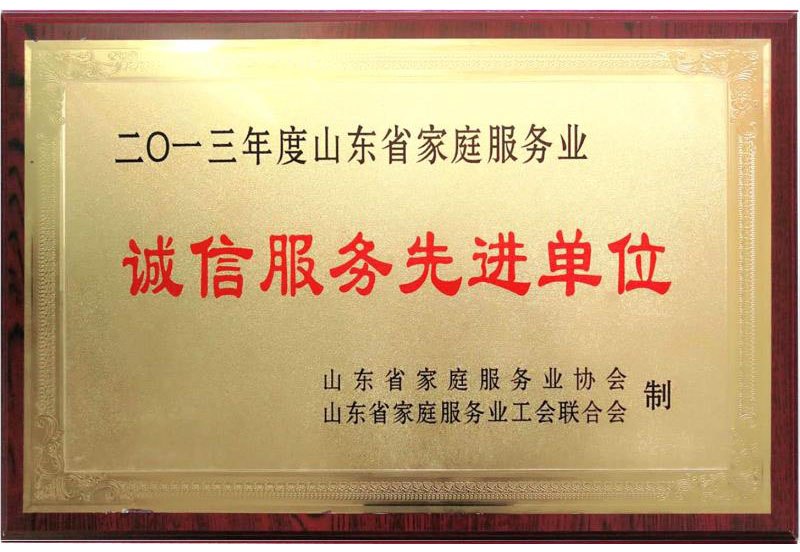 二〇一三年度山东省家庭服务业
诚信服务先进单位
山东省家庭服务业协会
山东省家庭服务业工会联合会
制